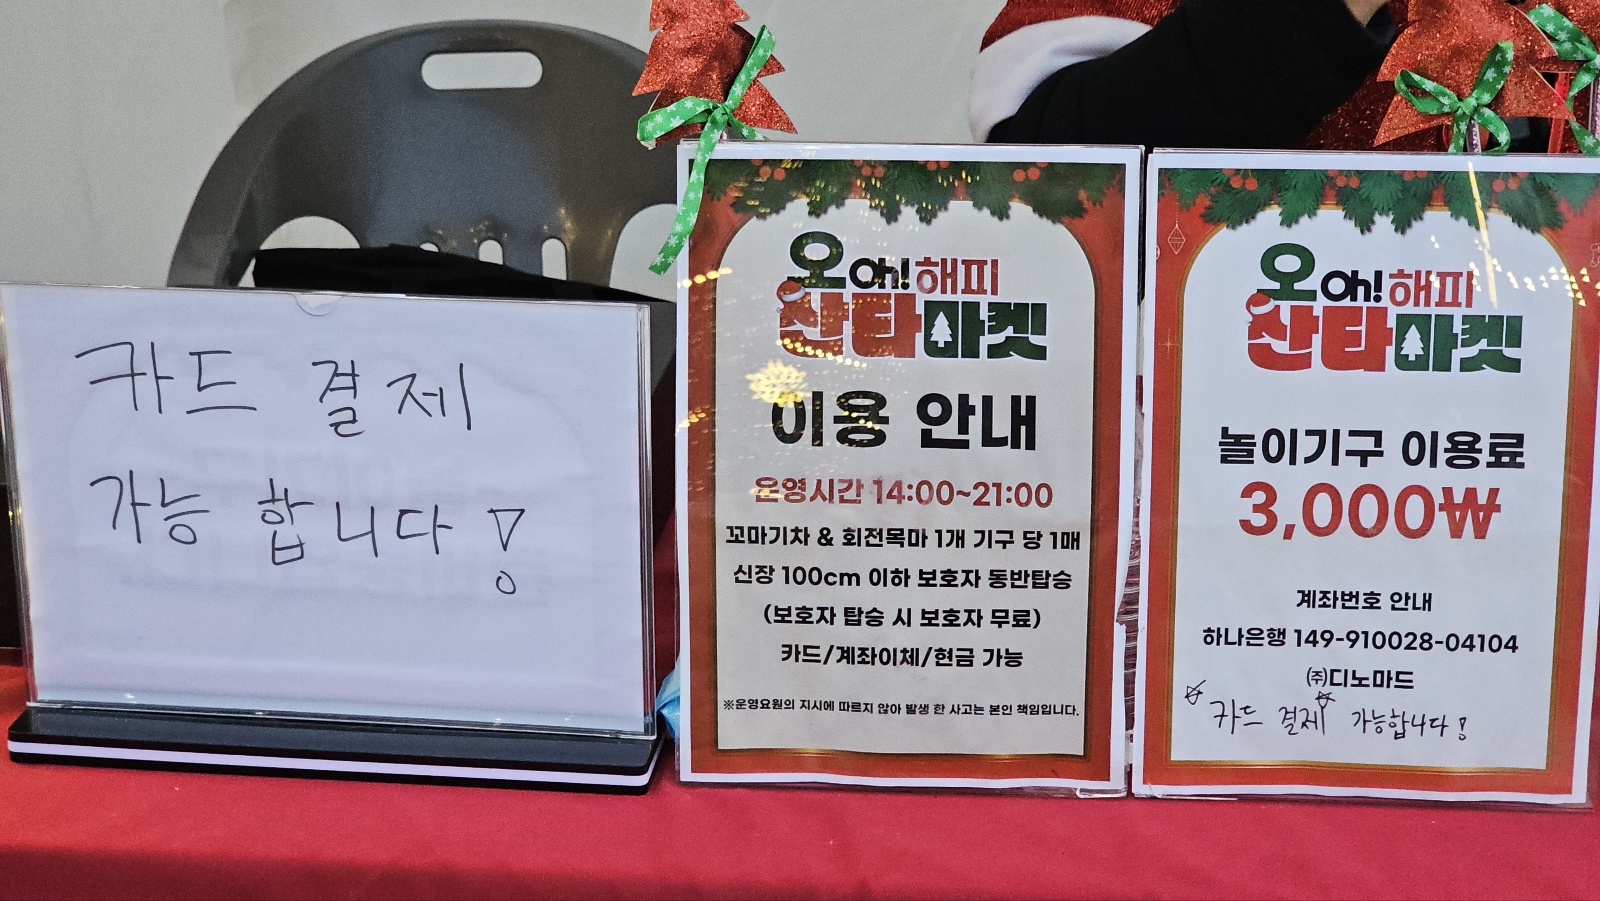 카드 결제
가능합니다!
오 Oh! 해피
산타마켓
이용 안내
운영시간 14:00~21:00
꼬마기차 & 회전목마 1개 기구 당 1매
신장 100cm 이하 보호자 동반탑승
(보호자 탑승 시 보호자 무료)
카드/계좌이체/현금 가능
※운영요원의 지시에 따르지 않아 발생 한 사고는 본인 책임입니다.
오 Oh! 해피
산타마켓
놀이기구 이용료
3,000₩
계좌번호 안내
하나은행 149-910028-04104
㈜디노마드
☆카드 결제☆ 가능합니다!